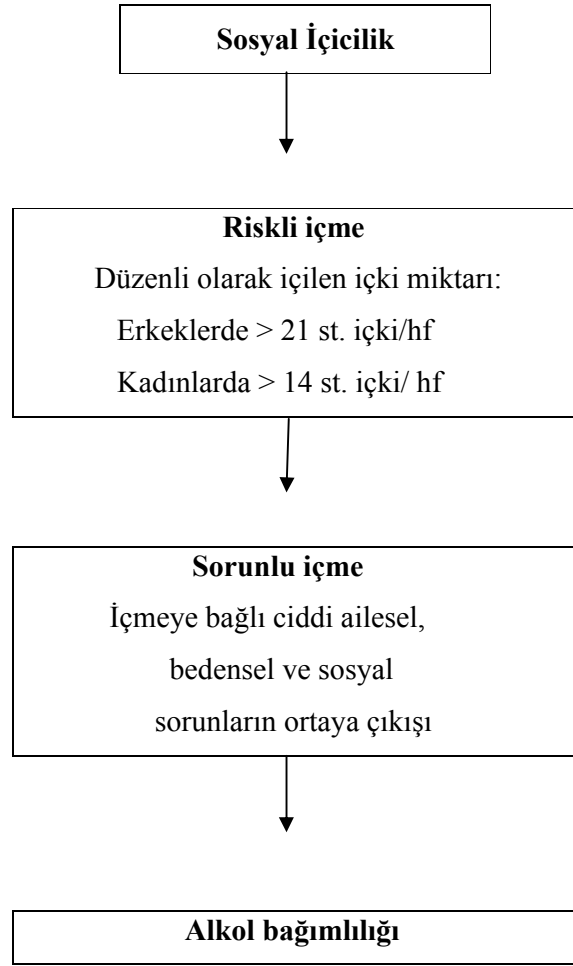 Sosyal İçicilik
Riskli içme
Düzenli olarak içilen içki miktarı:
Erkeklerde > 21 st. içki/hf
Kadınlarda > 14 st. içki/ hf
Sorunlu içme
İçmeye bağlı ciddi ailesel,
bedensel ve sosyal
sorunların ortaya çıkışı
Alkol bağımlılığı